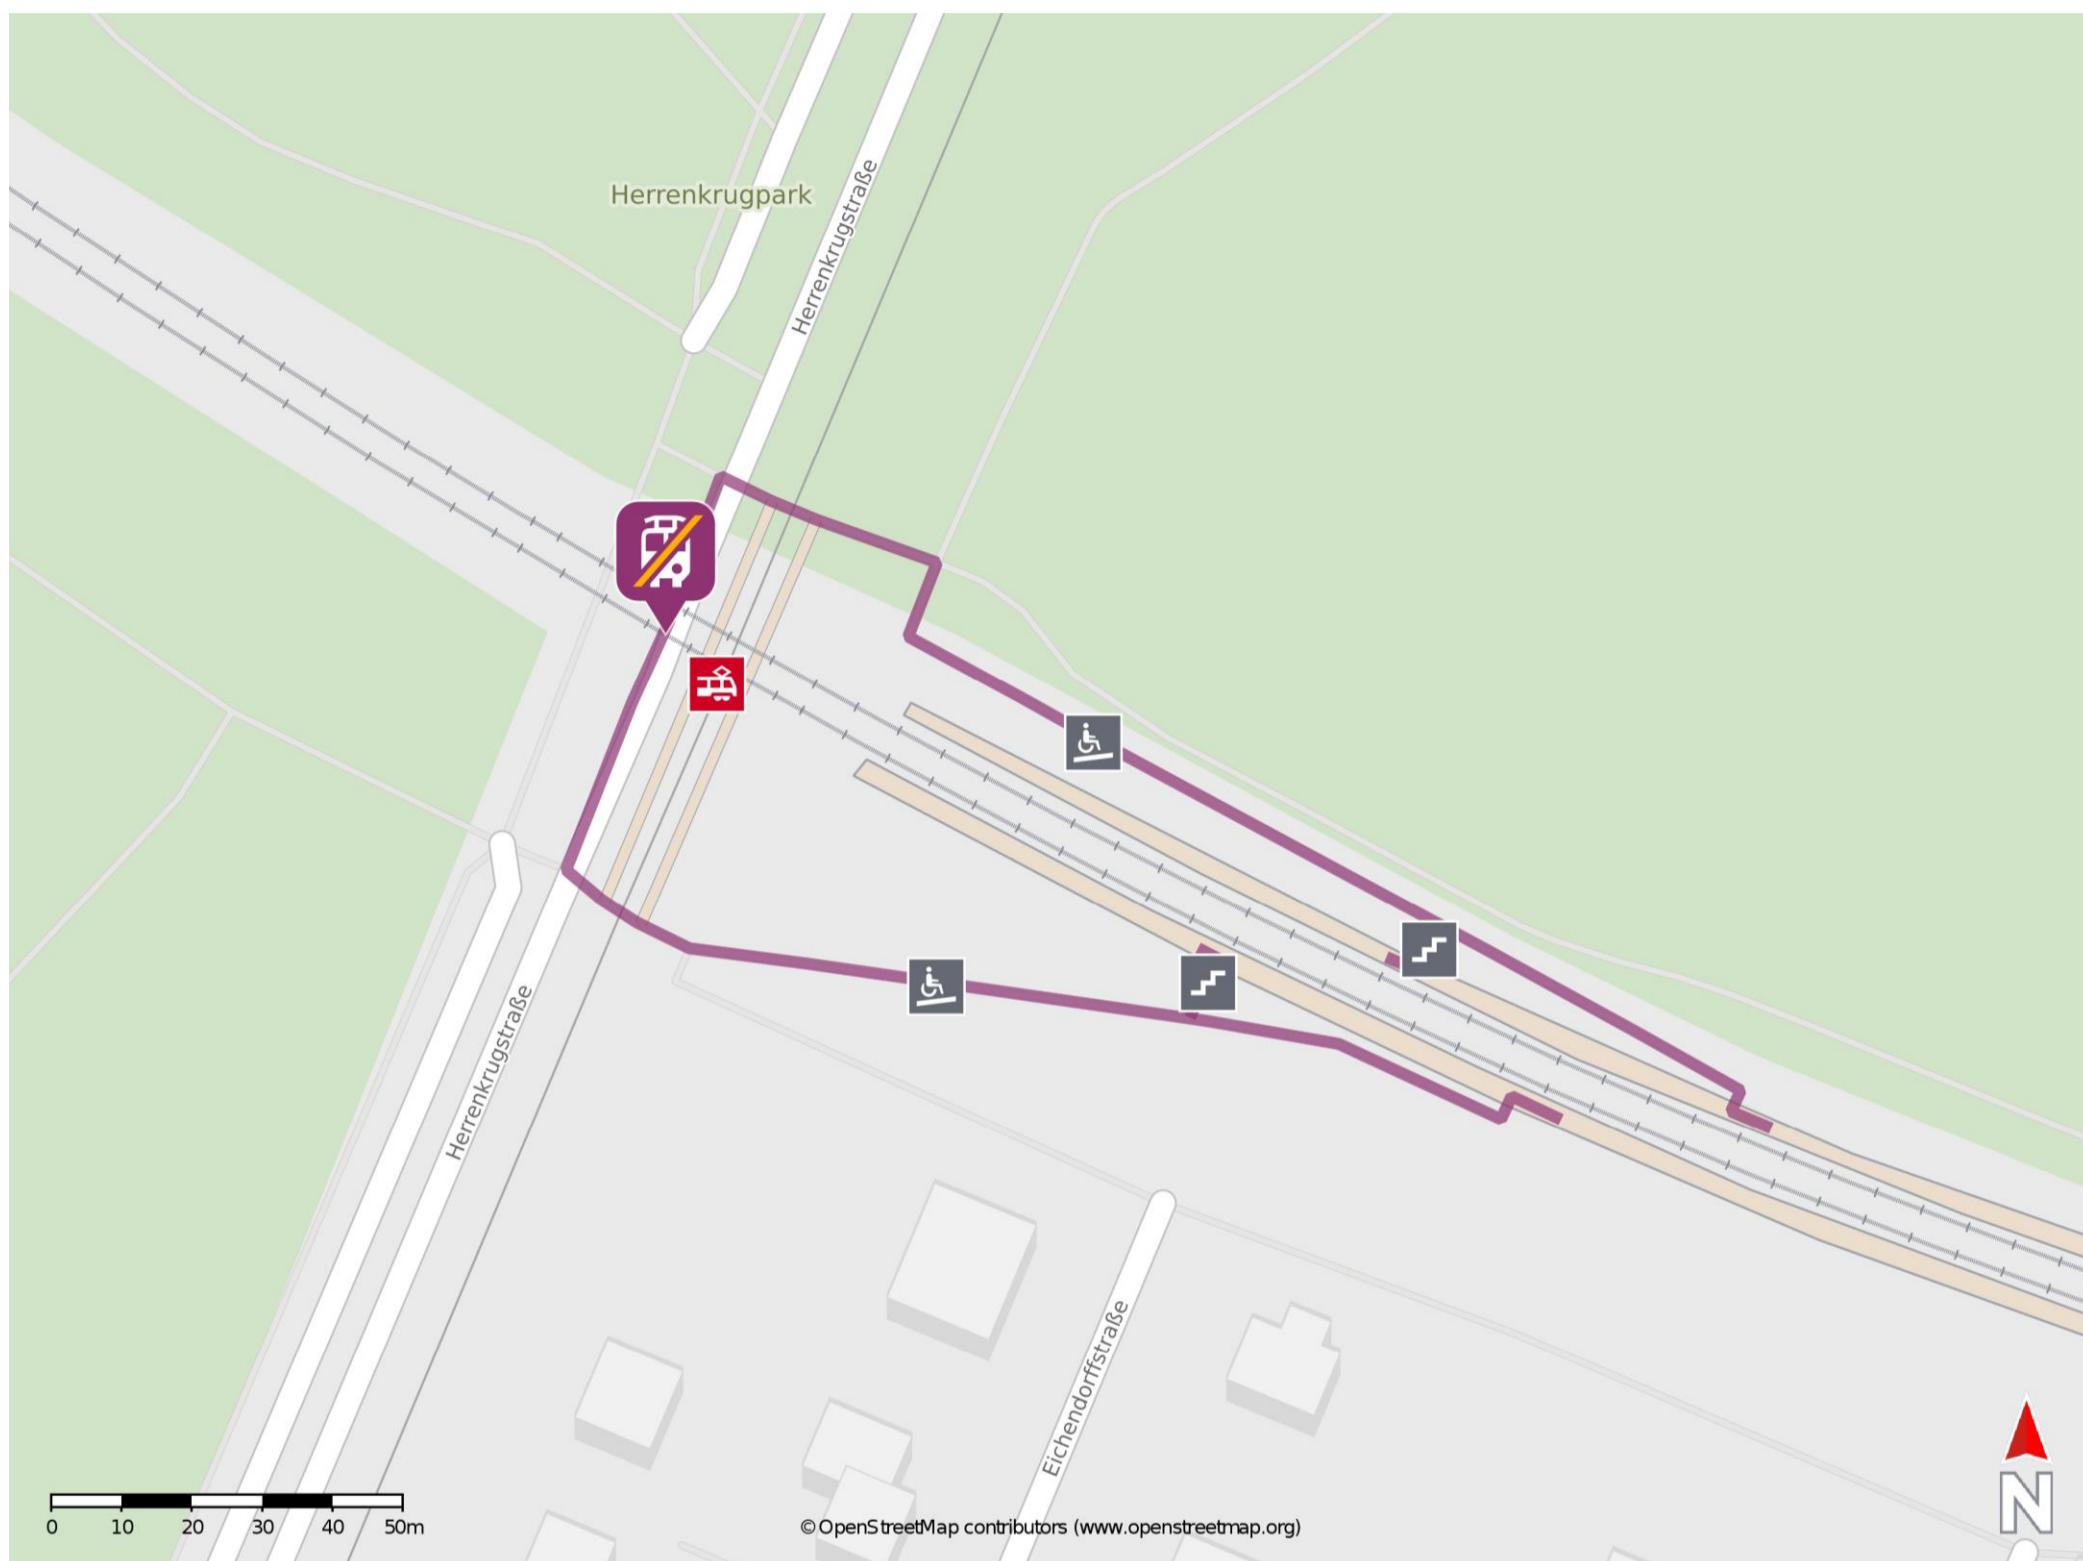 Herrenkrugpark
Herrenkrugstraße
Herrenkrugstraße
Eichendorffstraße
0 10 20 30 40 50m
© OpenStreetMap contributors (www.openstreetmap.org)
N